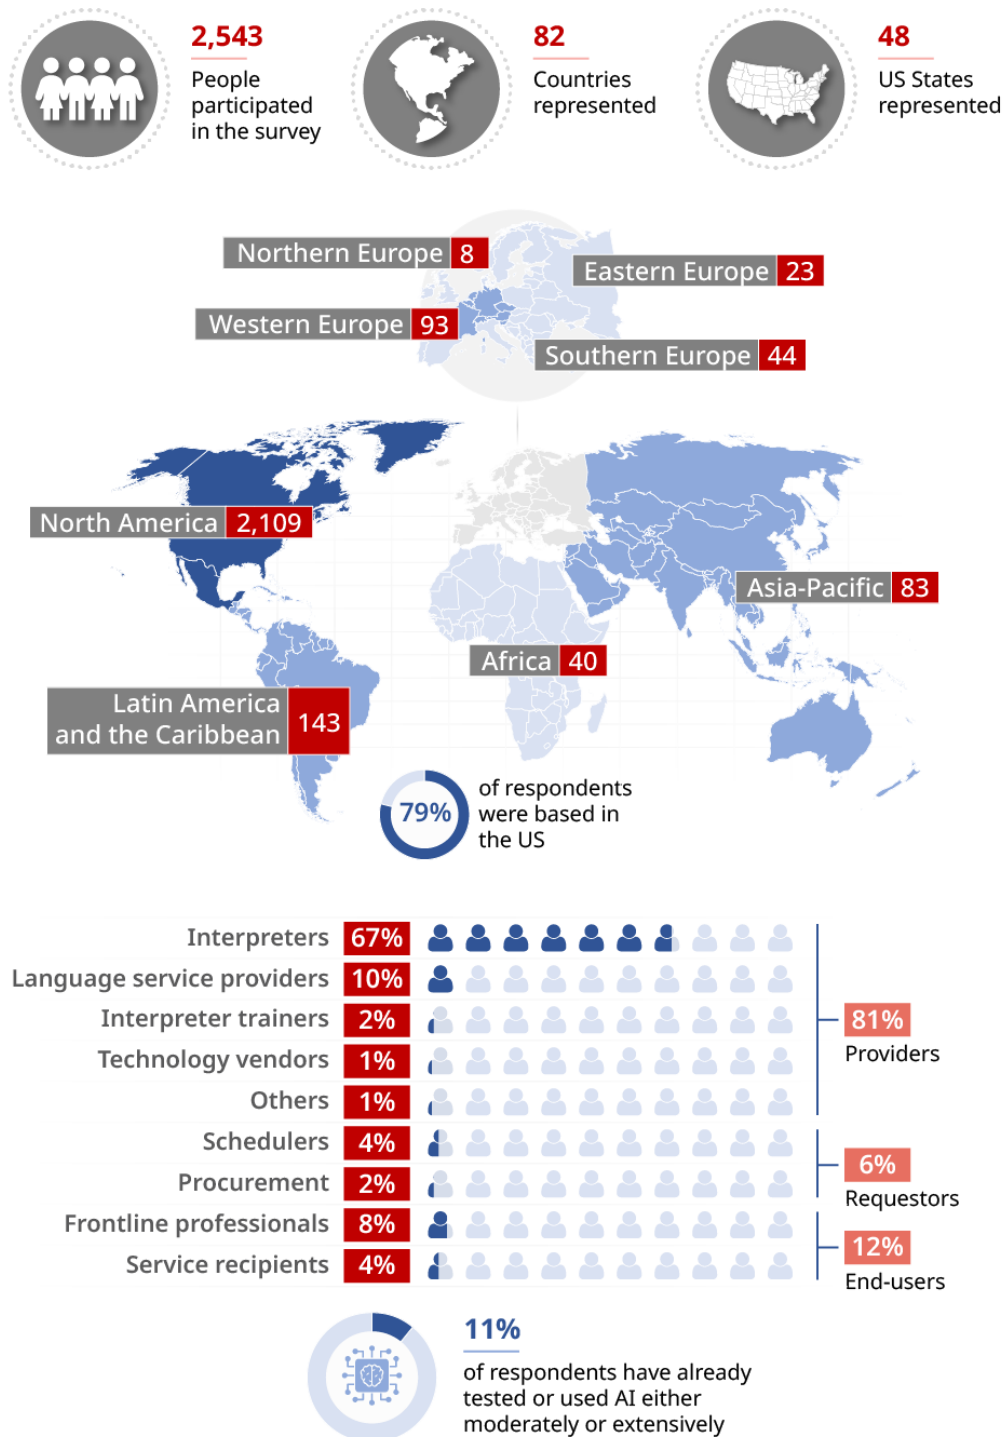 2,543
People
participated
in the survey
82
Countries
represented
48
US States
represented
Northern Europe 8
Eastern Europe 23
Western Europe 93
Southern Europe 44
North America 2,109
Asia-Pacific 83
Africa 40
Latin America
and the Caribbean 143
79%
of respondents
were based in
the US
Interpreters 67%
Language service providers 10%
Interpreter trainers 2%
Technology vendors 1%
Others 1%
81%
Providers
Schedulers 4%
Procurement 2%
6%
Requestors
Frontline professionals 8%
Service recipients 4%
12%
End-users
11%
of respondents have already
tested or used AI either
moderately or extensively